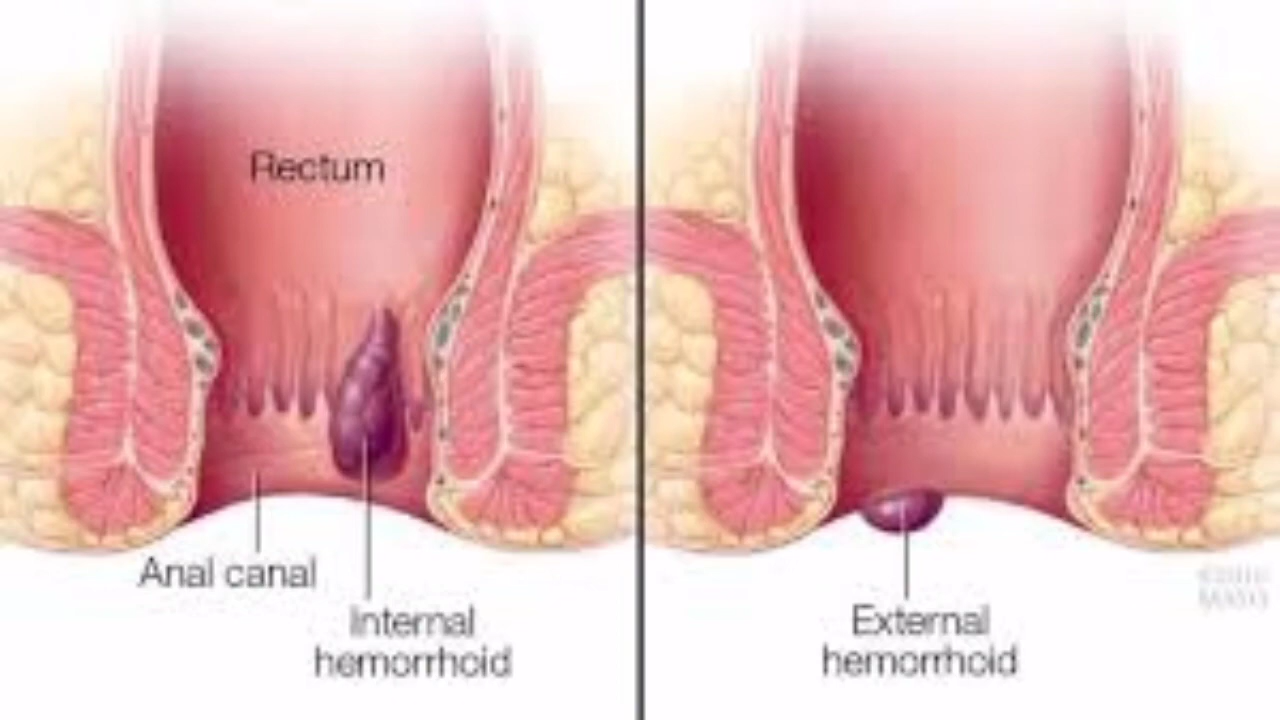 Rectum
Anal canal
Internal
hemorrhoid
External
hemorrhoid